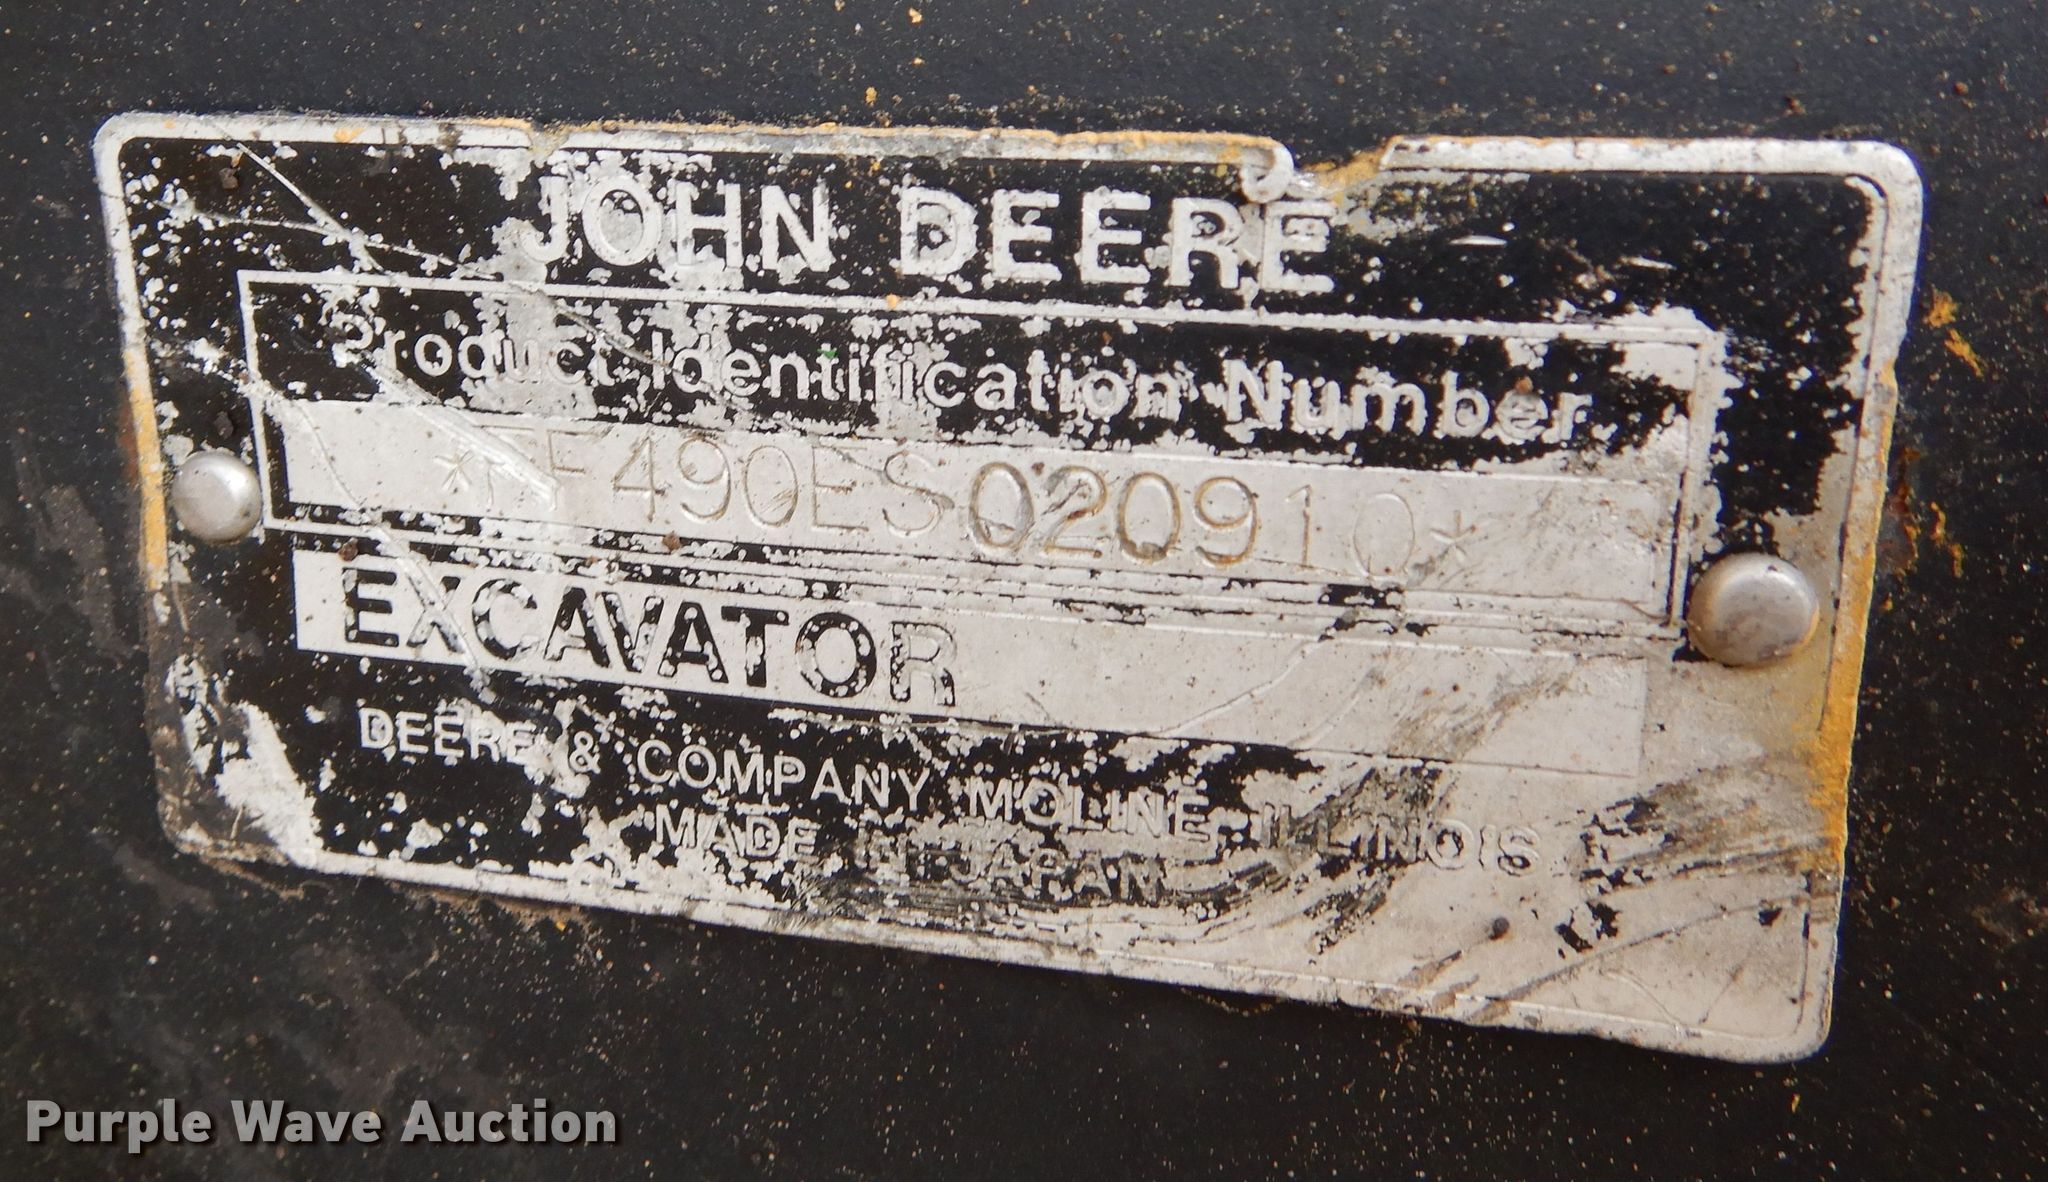 JOHN DEERE
Product Identification Number
*FF490ES020910*
EXCAVATOR
DEERE & COMPANY MOLINE ILLINOIS
MADE IN JAPAN
Purple Wave Auction